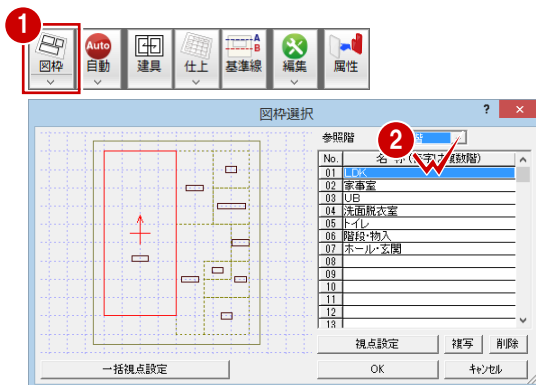 1
Auto
A
B
図枠 自動 建具 仕上 基準線 編集 属性
図枠選択 ? ×
参照階
2 階
No. 名 称
01 LDK
02 家事室
03 UB
04 洗面脱衣室
05 トイレ
06 階段・物入
07 ホール・玄関
08
09
10
11
12
13
視点設定 複写 削除
一括視点設定 OK キャンセル